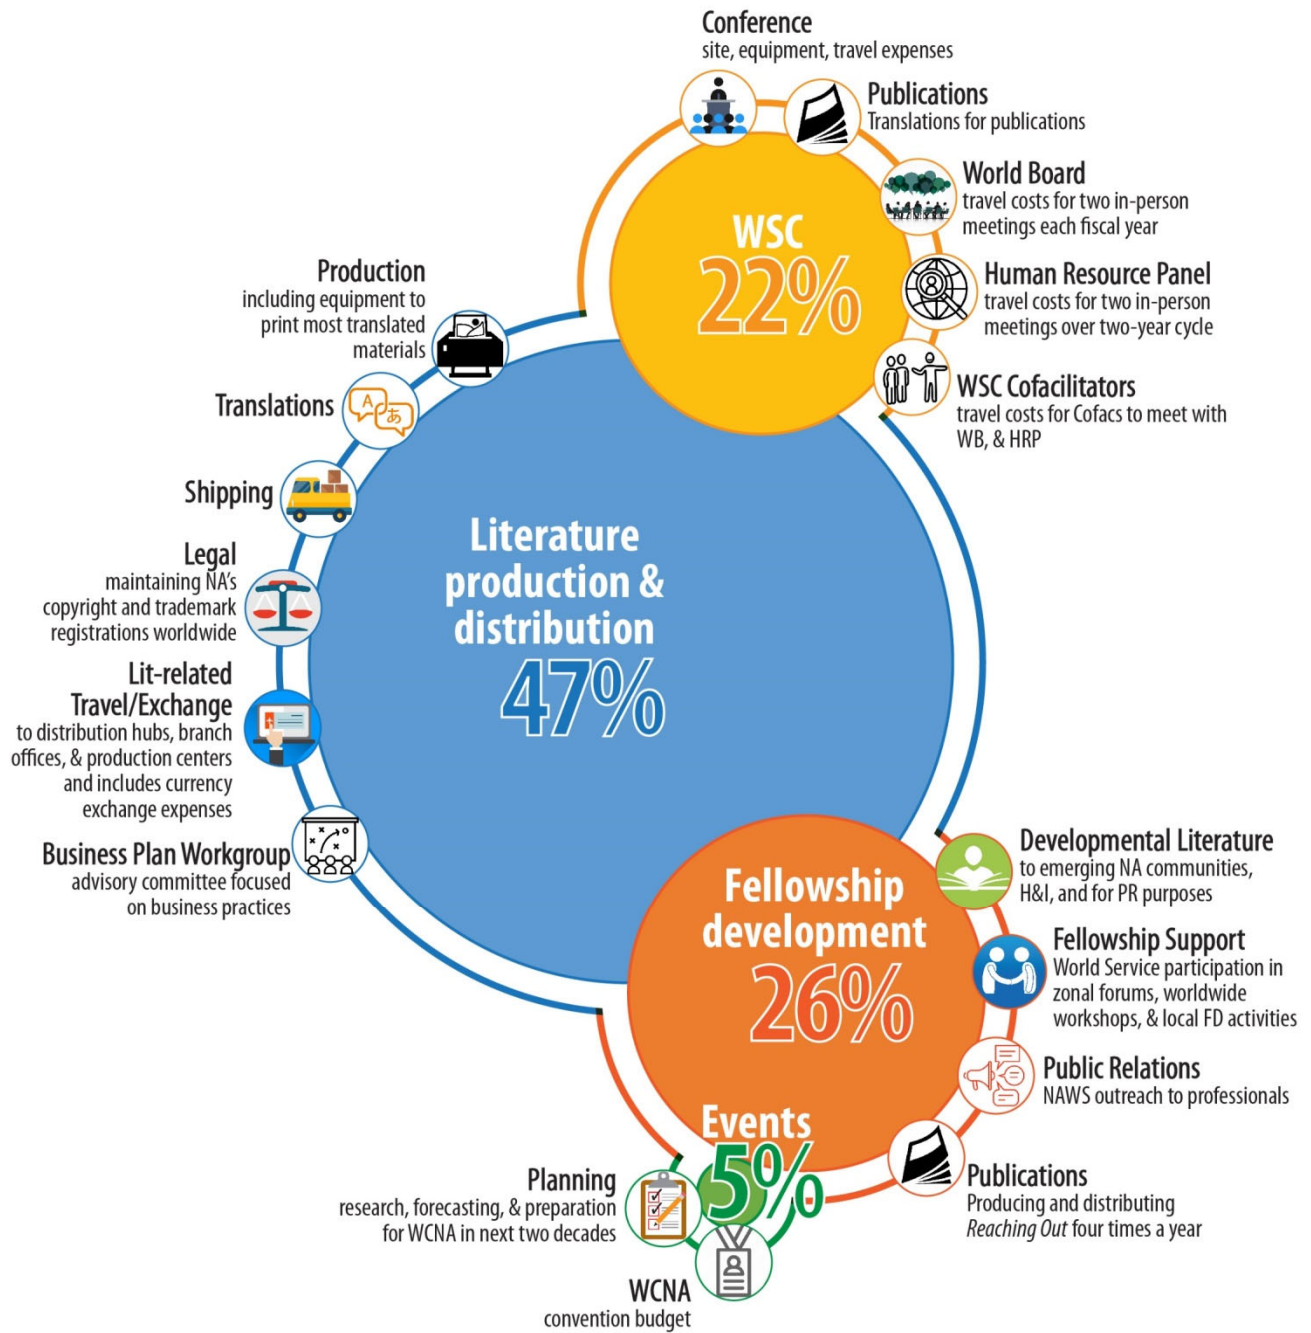 Conference
site, equipment, travel expenses
Publications
Translations for publications
World Board
travel costs for two in-person
meetings each fiscal year
WSC
22%
Human Resource Panel
travel costs for two in-person
meetings over two-year cycle
WSC Cofacilitators
travel costs for Cofacs to meet with
WB, & HRP
Production
including equipment to
print most translated
materials
Translations
A
あ
Shipping
Legal
maintaining NA's
copyright and trademark
registrations worldwide
Lit-related
Travel/Exchange
to distribution hubs, branch
offices, & production centers
and includes currency
exchange expenses
Business Plan Workgroup
advisory committee focused
on business practices
Literature
production &
distribution
47%
Fellowship
development
26%
Developmental Literature
to emerging NA communities,
H&I, and for PR purposes
Fellowship Support
World Service participation in
zonal forums, worldwide
workshops, & local FD activities
Public Relations
NAWS outreach to professionals
Publications
Producing and distributing
Reaching Out four times a year
Events
5%
Planning
research, forecasting, & preparation
for WCNA in next two decades
WCNA
convention budget